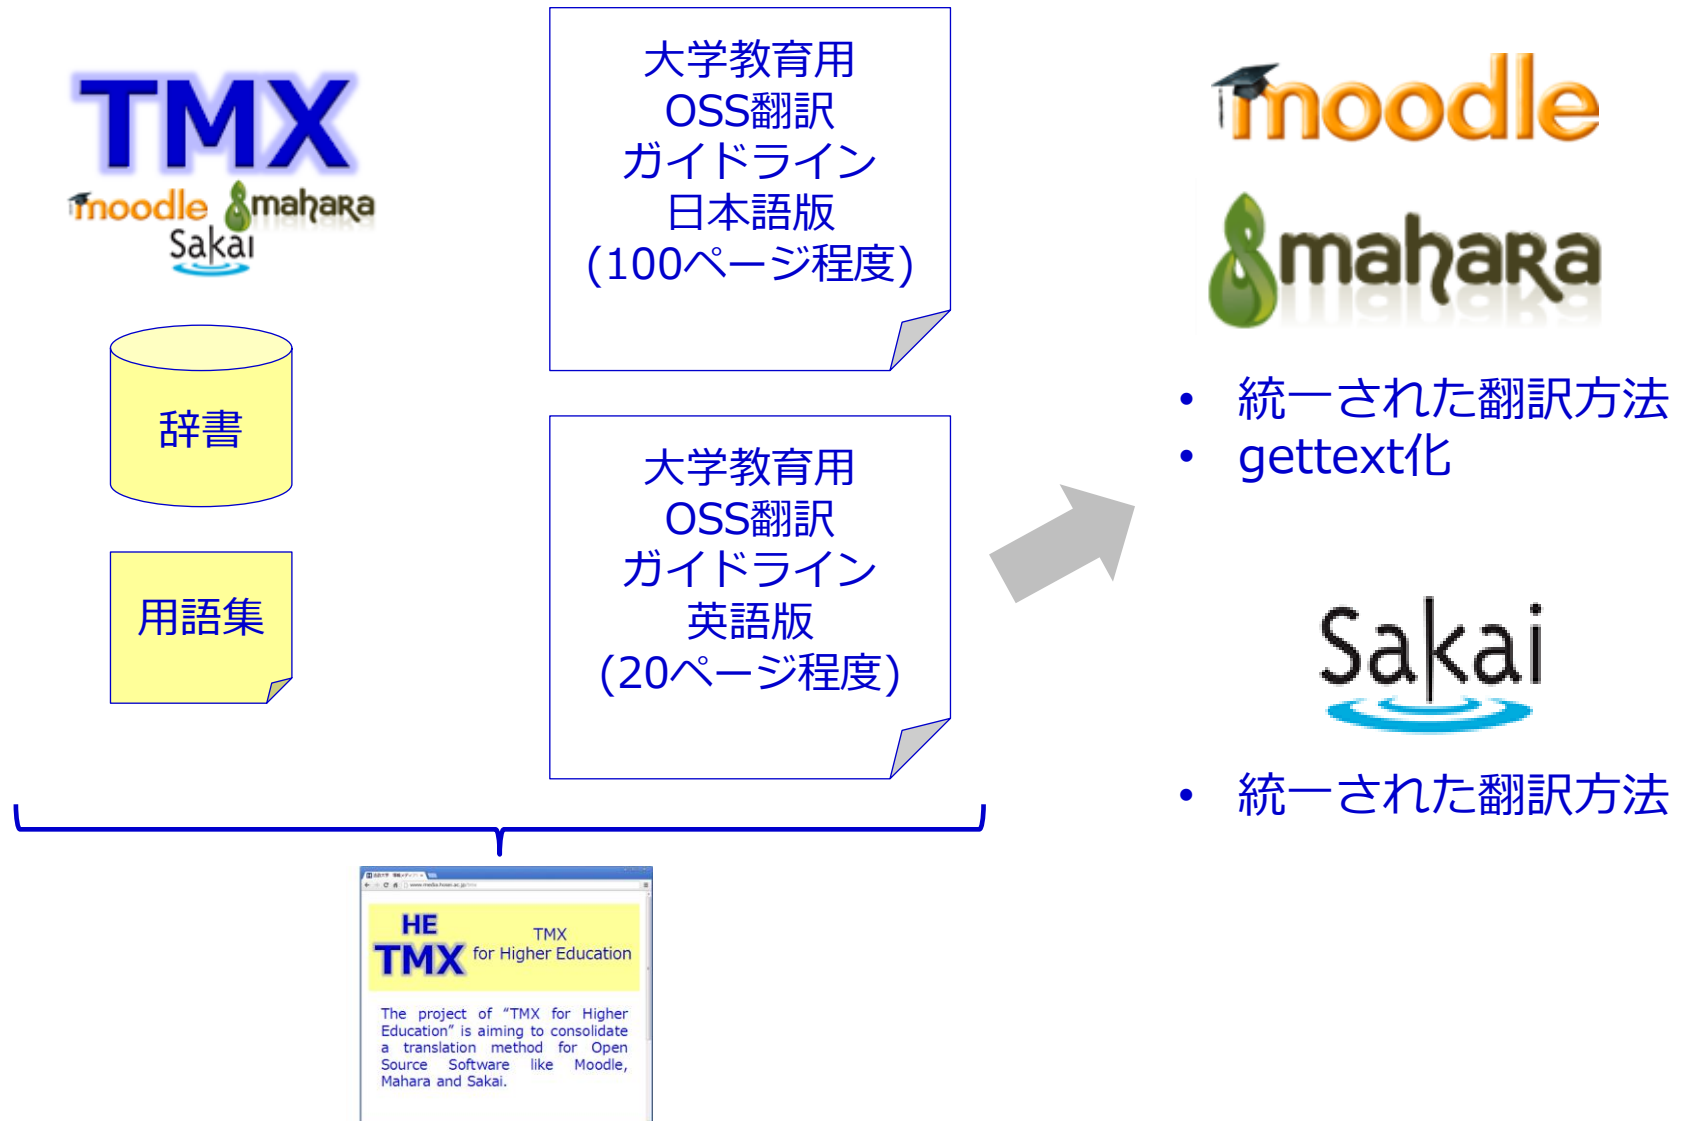 TMX
moodle mahara
Sakai
辞書
用語集
大学教育用
OSS翻訳
ガイドライン
日本語版
(100ページ程度)
大学教育用
OSS翻訳
ガイドライン
英語版
(20ページ程度)
moodle
mahara
• 統一された翻訳方法
• gettext化
Sakai
• 統一された翻訳方法
www.media.hosei.ac.jp/tmx
HE
TMX
TMX
for Higher Education
The project of “TMX for Higher
Education” is aiming to consolidate
a translation method for Open
Source Software like Moodle,
Mahara and Sakai.